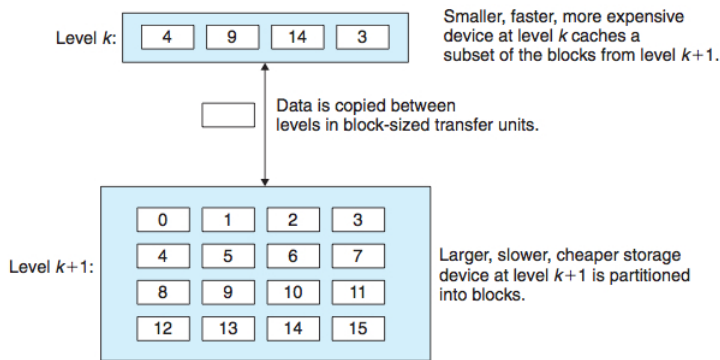 Level k:
4 9 14 3
Smaller, faster, more expensive
device at level k caches a
subset of the blocks from level k+1.
Data is copied between
levels in block-sized transfer units.
Level k+1:
0 1 2 3
4 5 6 7
8 9 10 11
12 13 14 15
Larger, slower, cheaper storage
device at level k+1 is partitioned
into blocks.